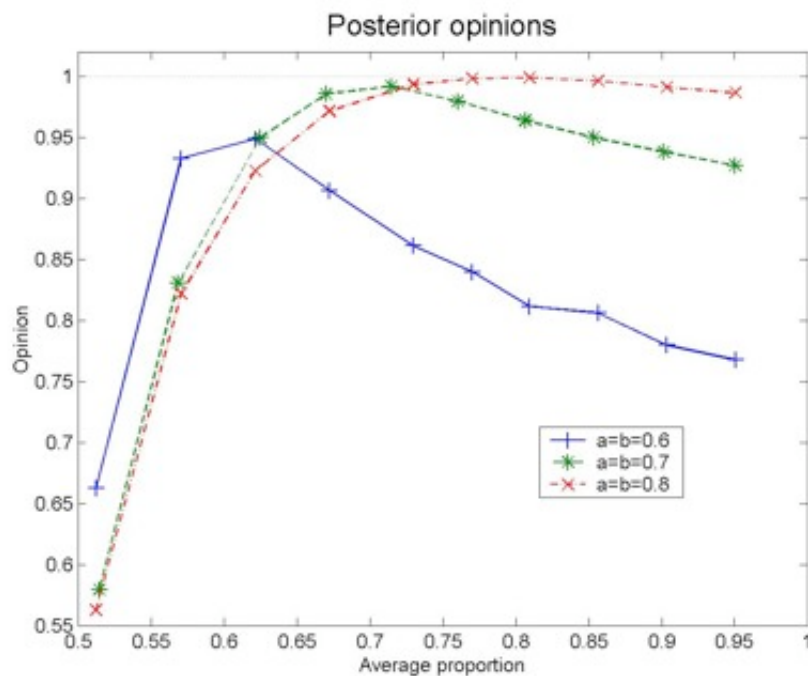 Posterior opinions
1
0.95
0.9
0.85
0.8
0.75
0.7
0.65
0.6
0.55
Opinion
a=b=0.6
a=b=0.7
a=b=0.8
0.5 0.55 0.6 0.65 0.7 0.75 0.8 0.85 0.9 0.95 1
Average proportion